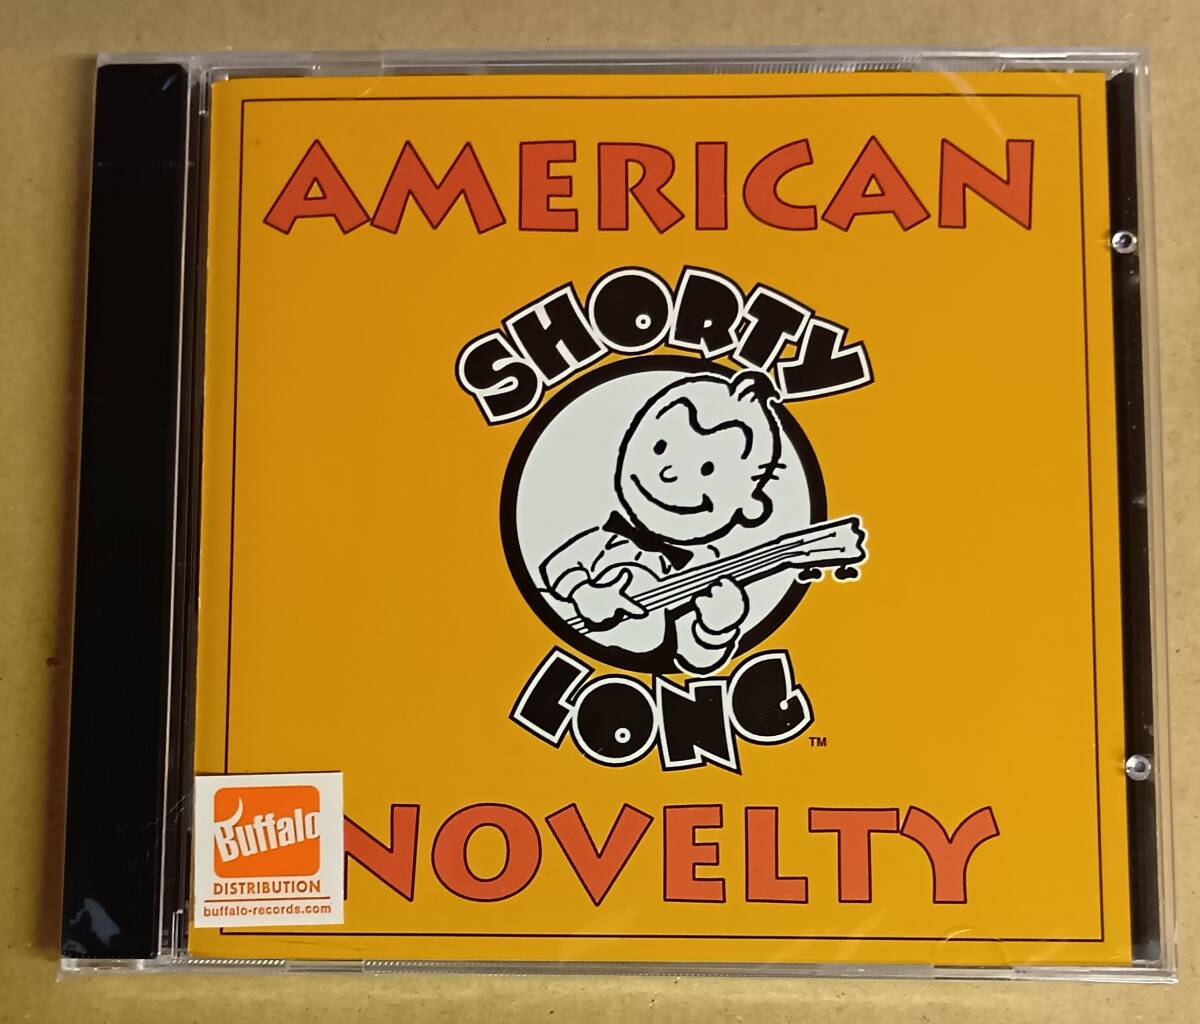 AMERICAN
SHORTY
LONG
TM
NOVELTY
Buffalo
DISTRIBUTION
buffalo-records.com